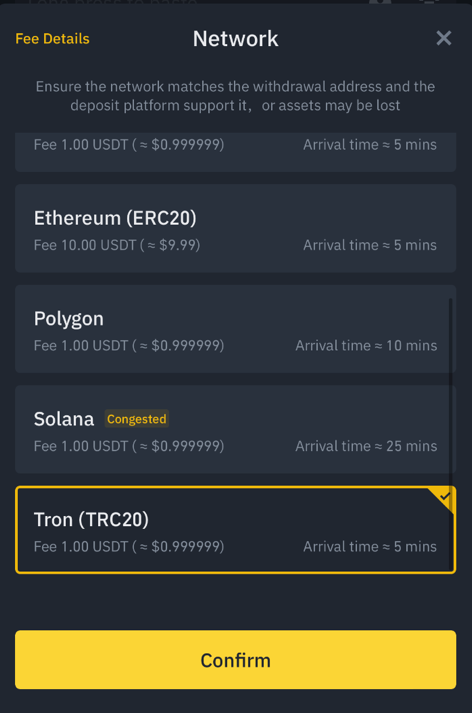 Fee Details
Network
Ensure the network matches the withdrawal address and the
deposit platform support it, or assets may be lost
Fee 1.00 USDT ( ≈ $0.999999)
Arrival time ≈ 5 mins
Ethereum (ERC20)
Fee 10.00 USDT ( ≈ $9.99)
Arrival time ≈ 5 mins
Polygon
Fee 1.00 USDT ( ≈ $0.999999)
Arrival time ≈ 10 mins
Solana Congested
Fee 1.00 USDT ( ≈ $0.999999)
Arrival time ≈ 25 mins
Tron (TRC20)
Fee 1.00 USDT ( ≈ $0.999999)
Arrival time ≈ 5 mins
Confirm